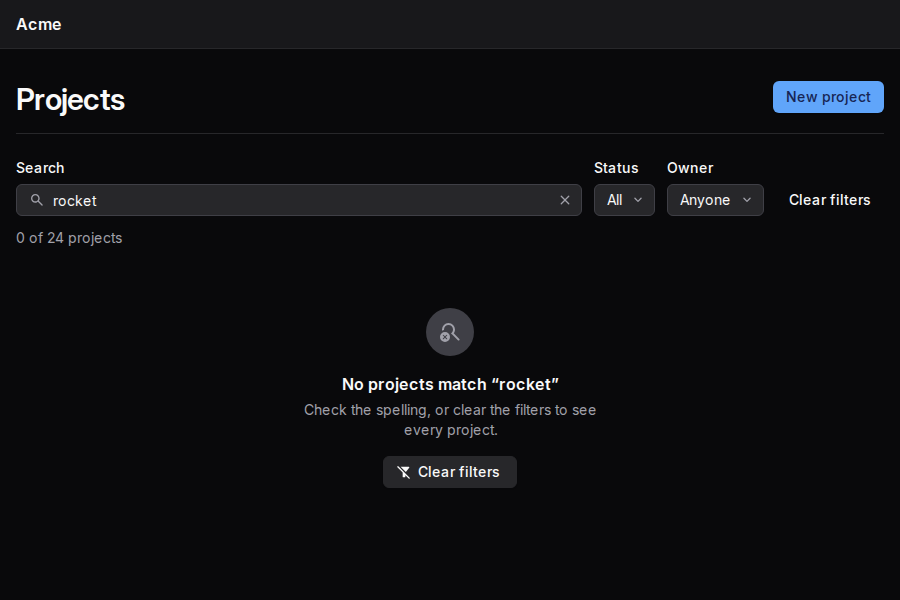 Acme
Projects
New project
Search
Status
Owner
rocket
All
Anyone
Clear filters
0 of 24 projects
No projects match “rocket”
Check the spelling, or clear the filters to see
every project.
Clear filters